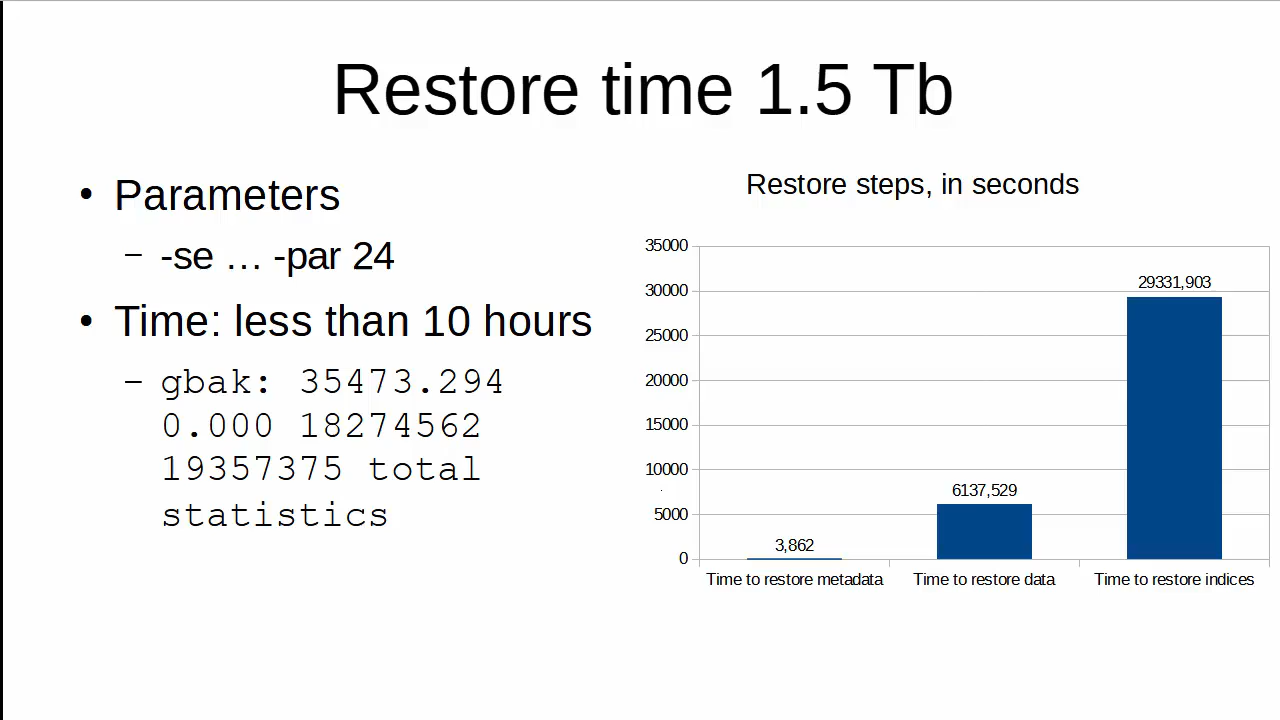 Restore time 1.5 Tb
• Parameters
– -se … -par 24
• Time: less than 10 hours
– gbak: 35473.294
0.000 18274562
19357375 total
statistics
Restore steps, in seconds
35000
30000
25000
20000
15000
10000
5000
0
3,862
6137,529
29331,903
Time to restore metadata
Time to restore data
Time to restore indices